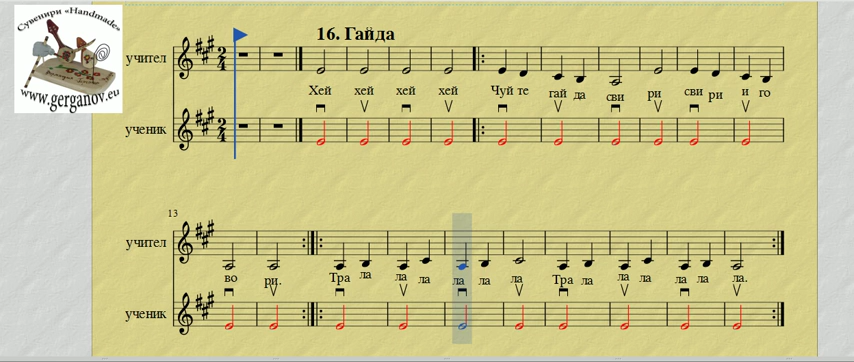 Сувенири «Handmade»
www.gerganov.eu
16. Гайда
учител
Хей хей хей хей Чуй те гай да сви ри сви ри и го
ученик
13
учител
во ри. Тра ла ла ла ла ла ла Тра ла ла ла ла ла ла.
ученик